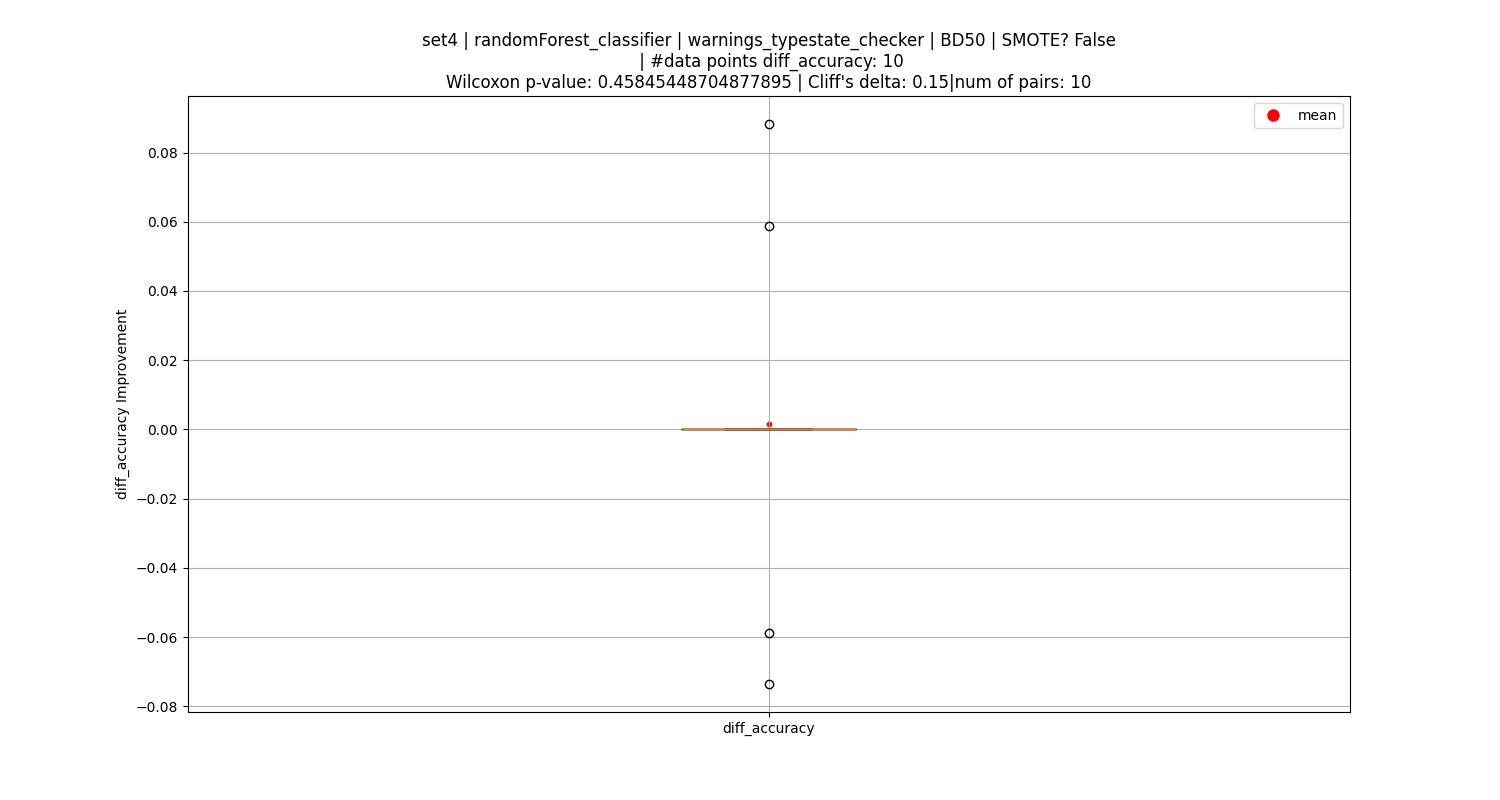 set4 | randomForest_classifier | warnings_typestate_checker | BD50 | SMOTE? False
| #data points diff_accuracy: 10
Wilcoxon p-value: 0.45845448704877895 | Cliff's delta: 0.15|num of pairs: 10
mean
0.08
0.06
0.04
0.02
0.00
−0.02
−0.04
−0.06
−0.08
diff_accuracy Improvement
diff_accuracy